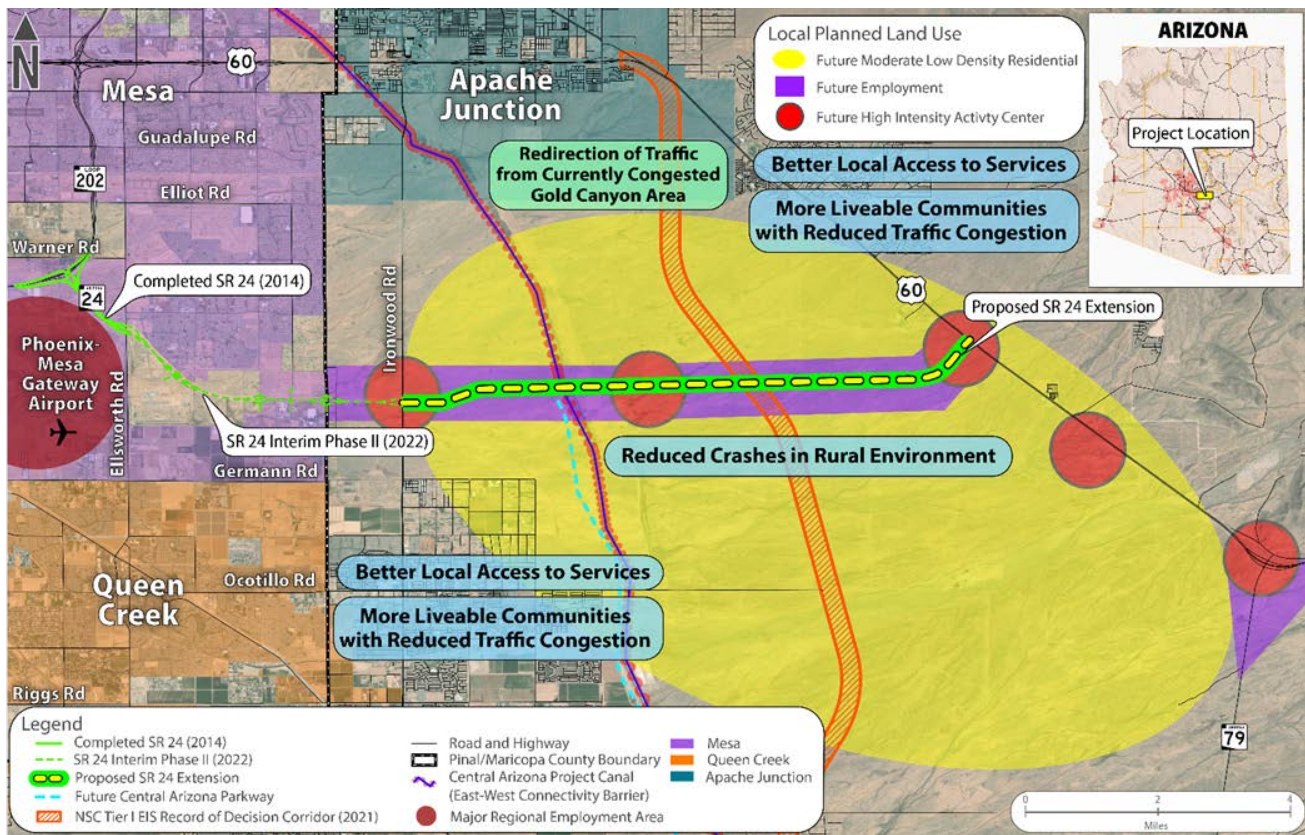 N
60
Mesa
Apache
Junction
Guadalupe Rd
LOOP
202
Elliot Rd
Warner Rd
Completed SR 24 (2014)
24
Phoenix-
Mesa
Gateway
Airport
Ellsworth Rd
SR 24 Interim Phase II (2022)
Germann Rd
Ironwood Rd
Queen
Creek
Ocotillo Rd
Riggs Rd
Redirection of Traffic
from Currently Congested
Gold Canyon Area
Local Planned Land Use
Future Moderate Low Density Residential
Future Employment
Future High Intensity Activty Center
Better Local Access to Services
More Liveable Communities
with Reduced Traffic Congestion
ARIZONA
Project Location
60
Proposed SR 24 Extension
Reduced Crashes in Rural Environment
Better Local Access to Services
More Liveable Communities
with Reduced Traffic Congestion
79
Legend
Completed SR 24 (2014)
SR 24 Interim Phase II (2022)
Proposed SR 24 Extension
Future Central Arizona Parkway
NSC Tier I EIS Record of Decision Corridor (2021)
Road and Highway
Pinal/Maricopa County Boundary
Central Arizona Project Canal
(East-West Connectivity Barrier)
Major Regional Employment Area
Mesa
Queen Creek
Apache Junction
0 2 4
Miles